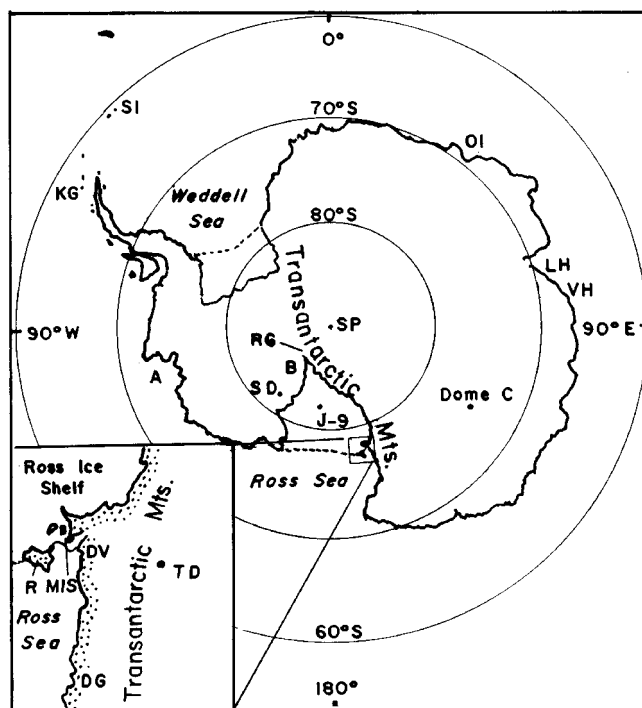 0°
SI
70°S
OI
KG
Weddell
Sea
80°S
LH
VH
Transantarctic
Mts.
SP
90°W
90°E
RG
B
A
SD
J-9
Dome C
Ross Sea
60°S
180°
Ross Ice
Shelf
Mts.
DV
R MIS
TD
Ross
Sea
Transantarctic
DG